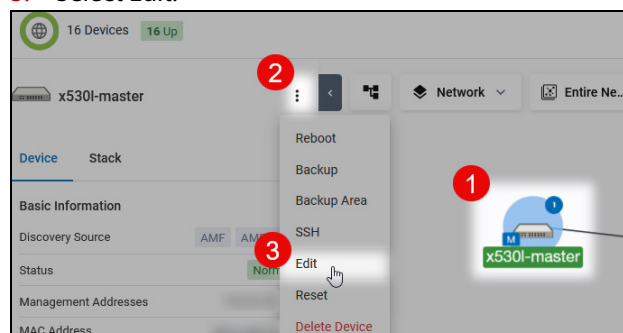 16 Devices 16 Up
2
x530l-master
Network
Entire Ne..
Reboot
Device Stack
Backup
1
Basic Information
Backup Area
Discovery Source AMF
SSH
3
Edit
M
1
x530l-master
Status
Management Addresses
Reset
MAC Address
Delete Device